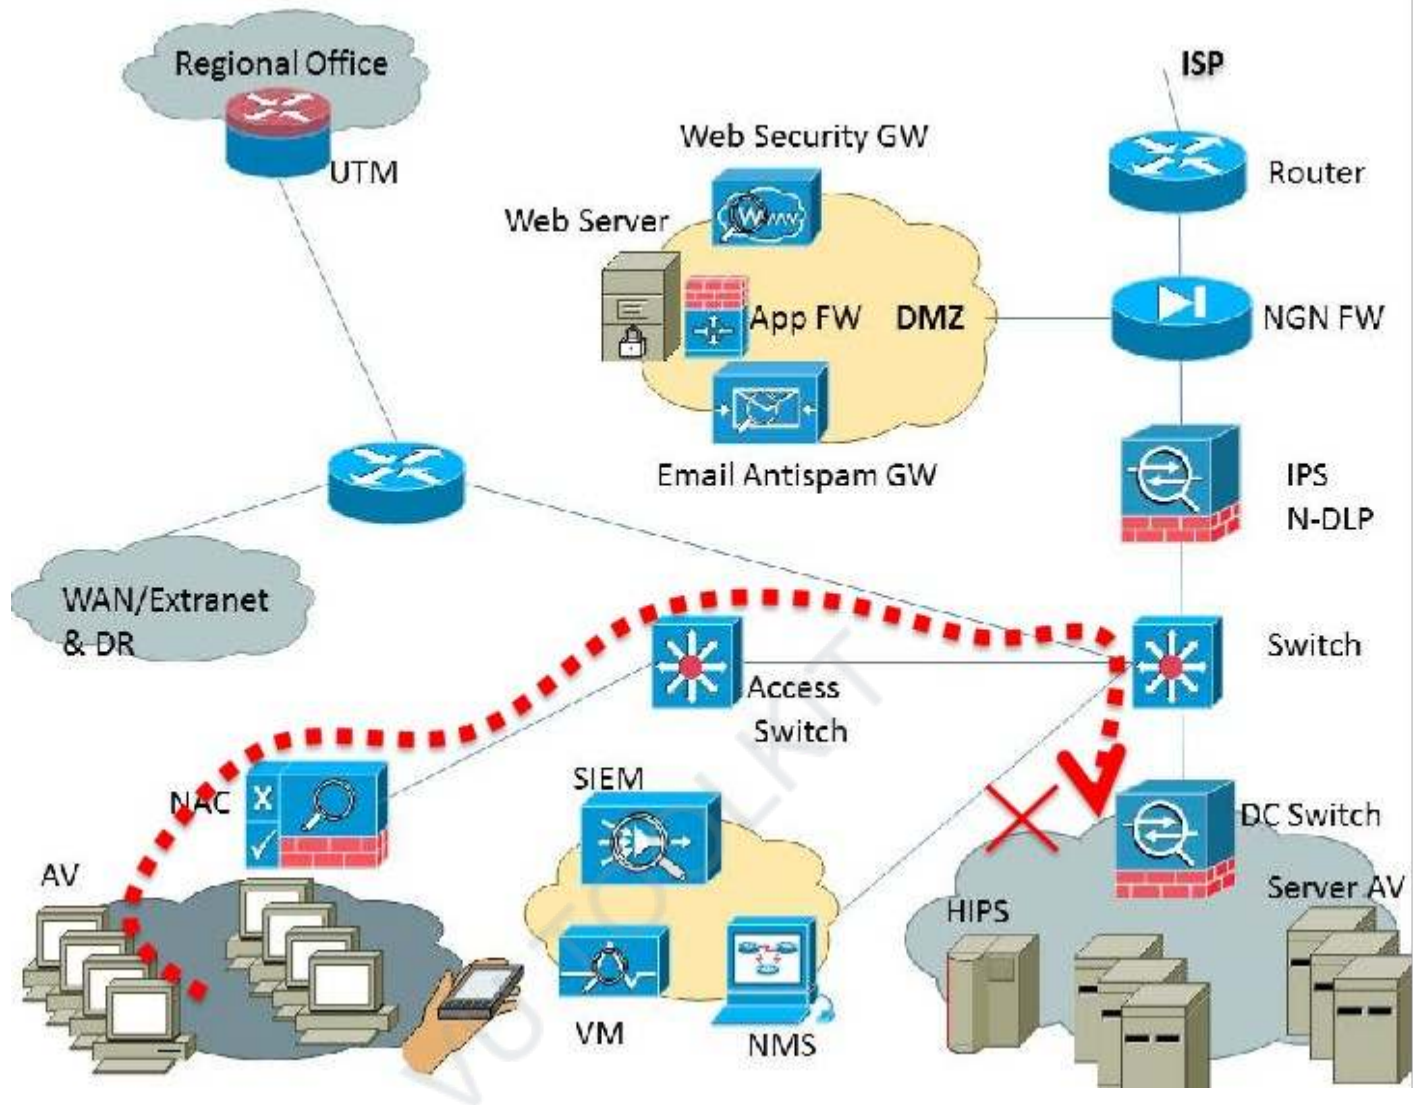 Regional Office
UTM
ISP
Router
Web Security GW
Web Server
W
App FW
DMZ
NGN FW
Email Antispam GW
IPS
N-DLP
WAN/Extranet
& DR
Switch
Access
Switch
NAC
X
SIEM
DC Switch
AV
Server AV
HIPS
VM
NMS
VUTOOLKIT